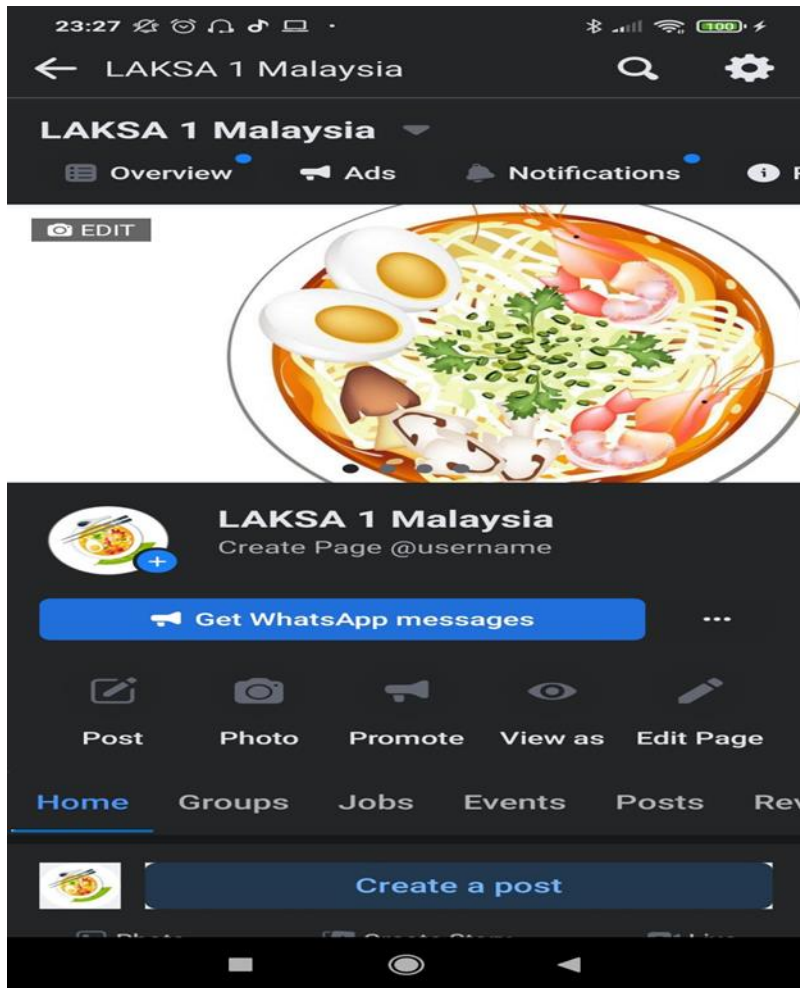 23:27
100
LAKSA 1 Malaysia
LAKSA 1 Malaysia
Overview Ads Notifications
EDIT
LAKSA 1 Malaysia
Create Page @username
Get WhatsApp messages
Post Photo Promote View as Edit Page
Home Groups Jobs Events Posts Rev
Create a post